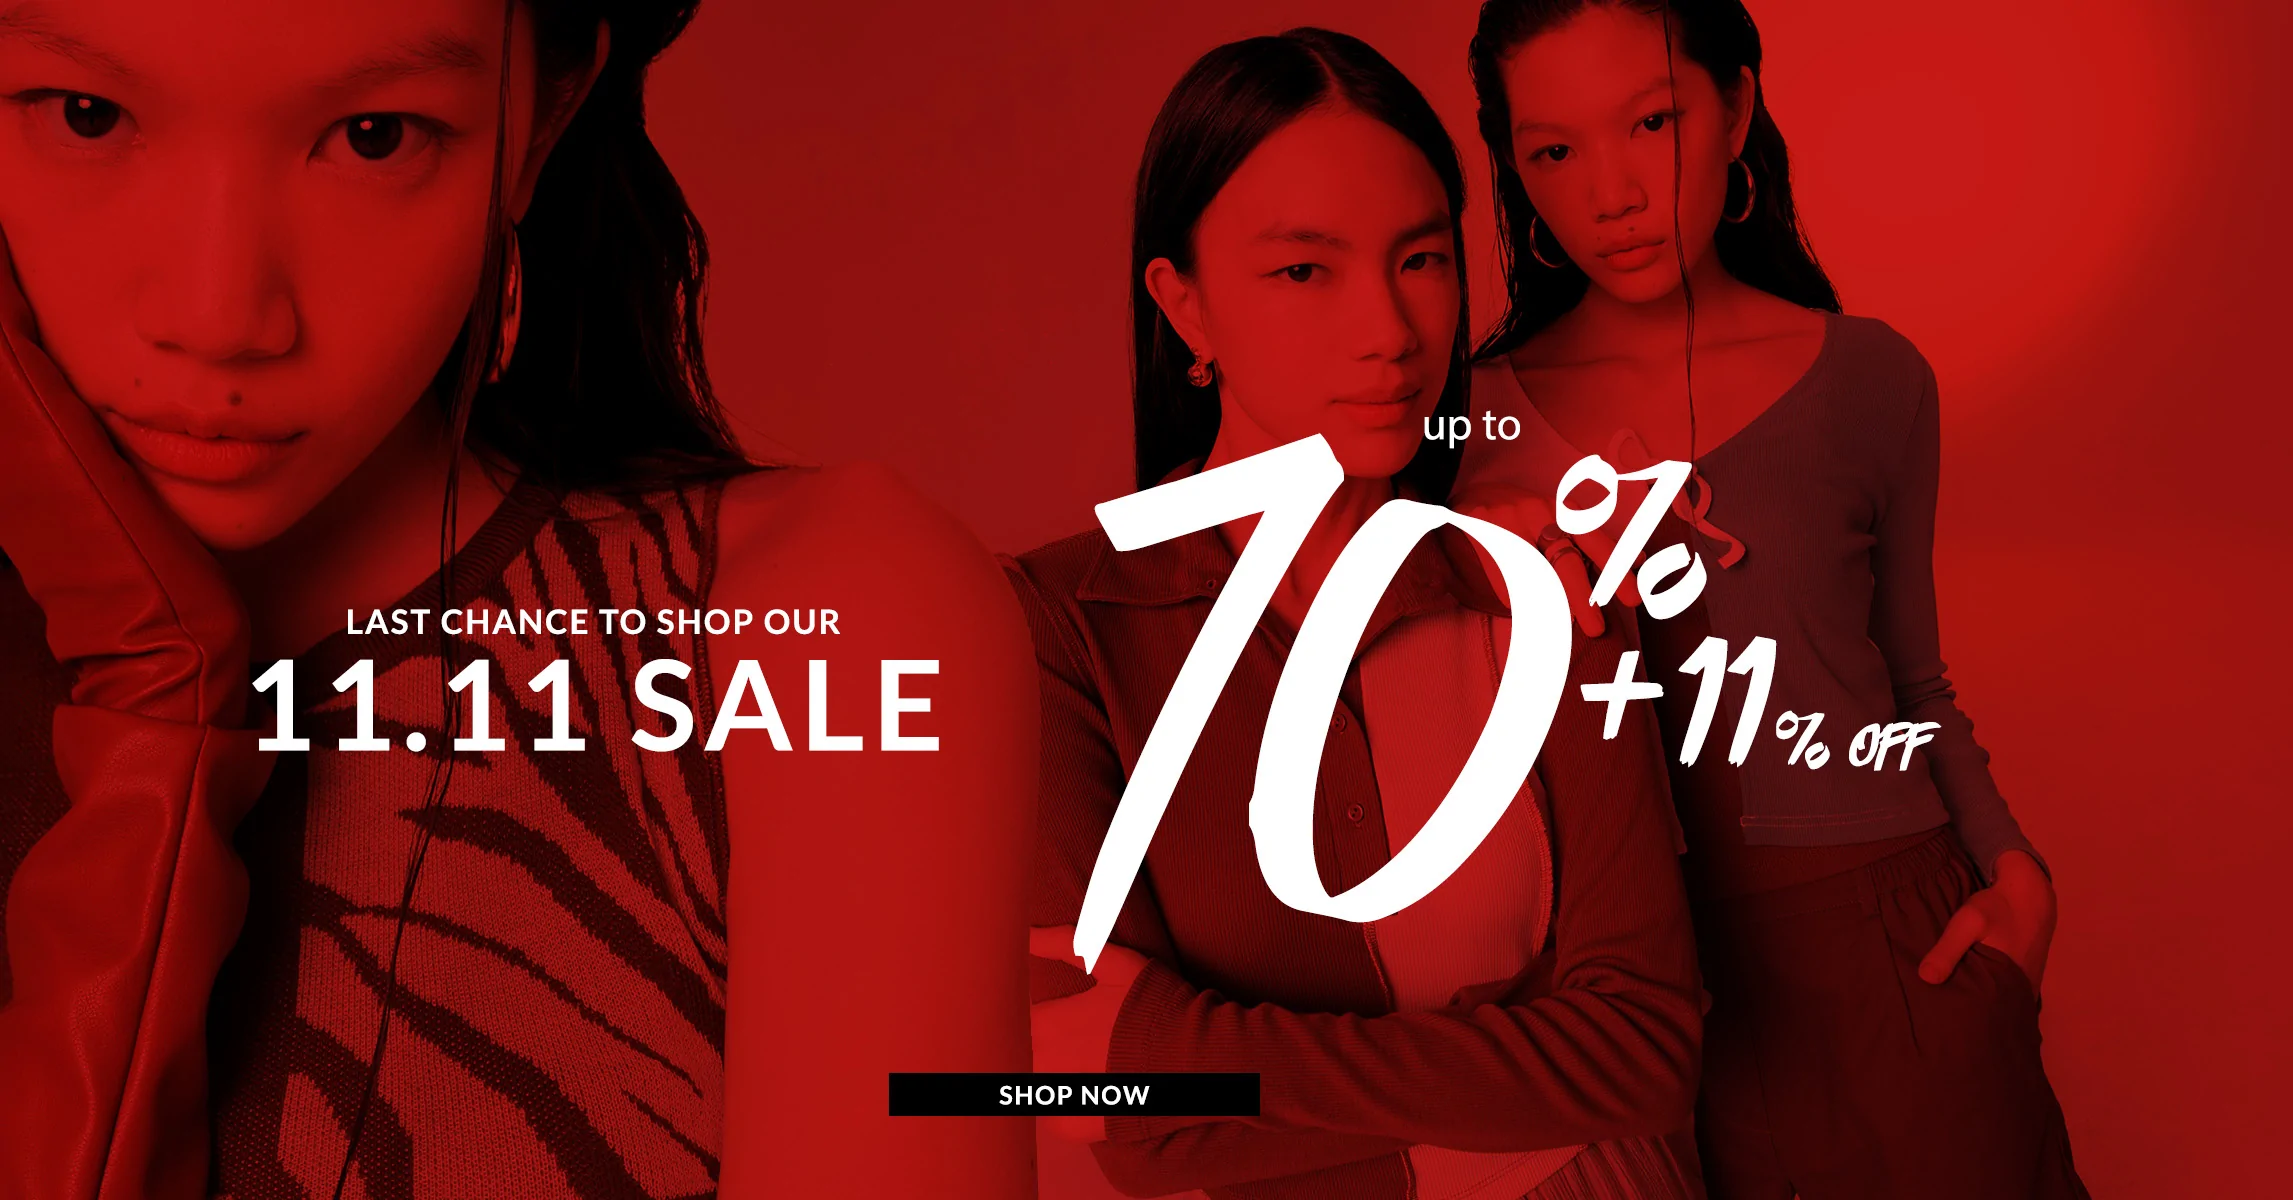 LAST CHANCE TO SHOP OUR
11.11 SALE
up to
70%
+11% OFF
SHOP NOW